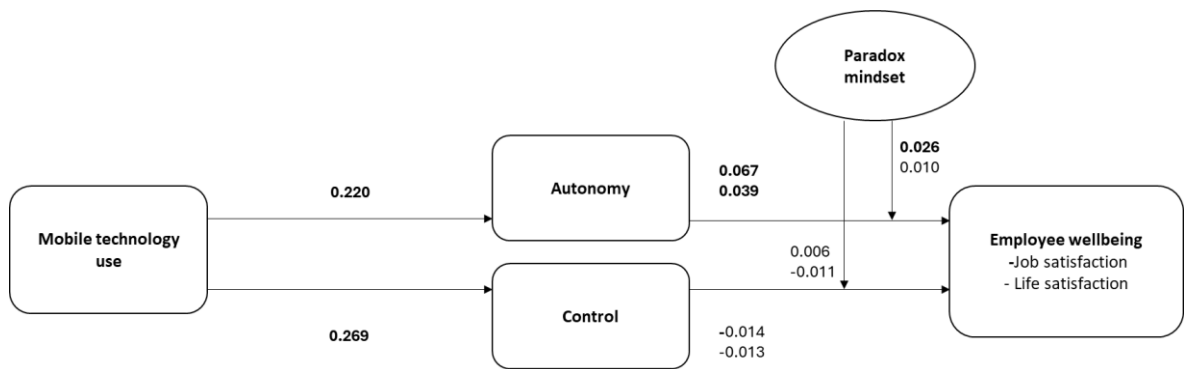 Paradox
mindset
0.026
0.010
0.067
0.039
Autonomy
0.220
Mobile technology
use
Employee wellbeing
-Job satisfaction
- Life satisfaction
0.006
-0.011
Control
0.269
-0.014
-0.013